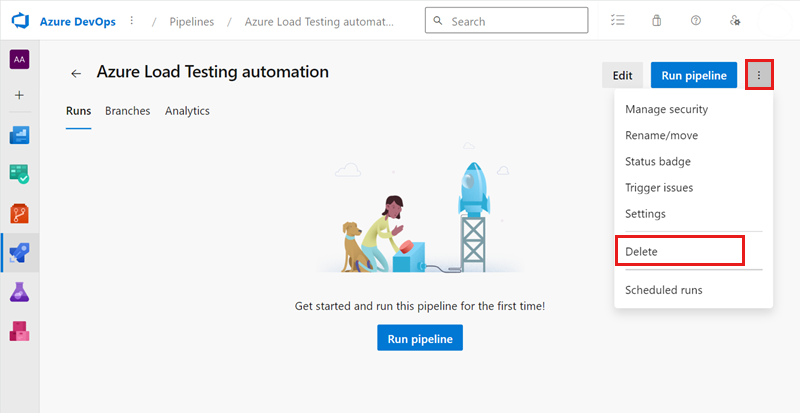 Azure DevOps / Pipelines / Azure Load Testing automat... Search
AA
Azure Load Testing automation
Edit Run pipeline
Runs Branches Analytics
Manage security
Rename/move
Status badge
Trigger issues
Settings
Delete
Scheduled runs
Get started and run this pipeline for the first time!
Run pipeline